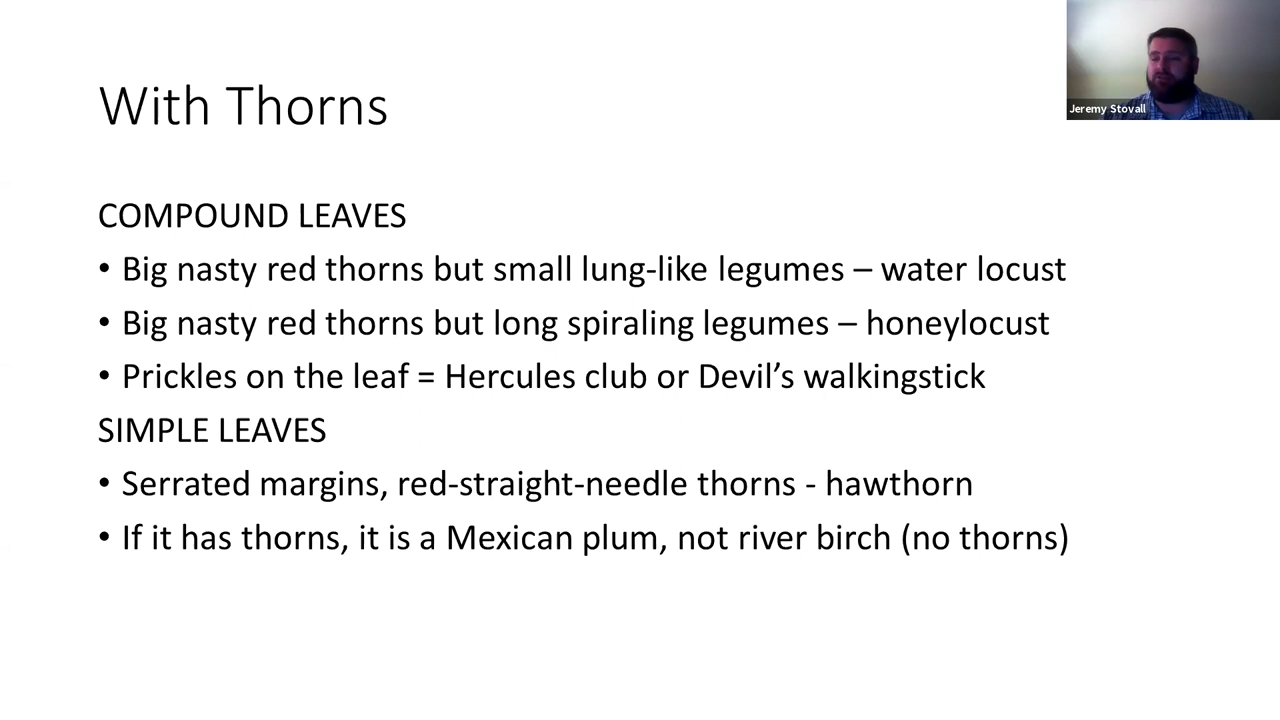 With Thorns
Jeremy Stovall
COMPOUND LEAVES
• Big nasty red thorns but small lung-like legumes – water locust
• Big nasty red thorns but long spiraling legumes – honeylocust
• Prickles on the leaf = Hercules club or Devil’s walkingstick
SIMPLE LEAVES
• Serrated margins, red-straight-needle thorns - hawthorn
• If it has thorns, it is a Mexican plum, not river birch (no thorns)